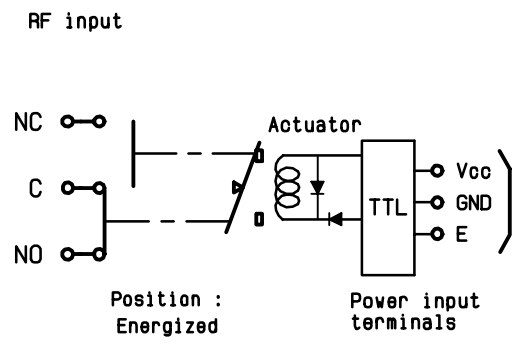 RF input
Actuator
NC
C
NO
TTL
Vcc
GND
E
Position :
Energized
Power input
terminals